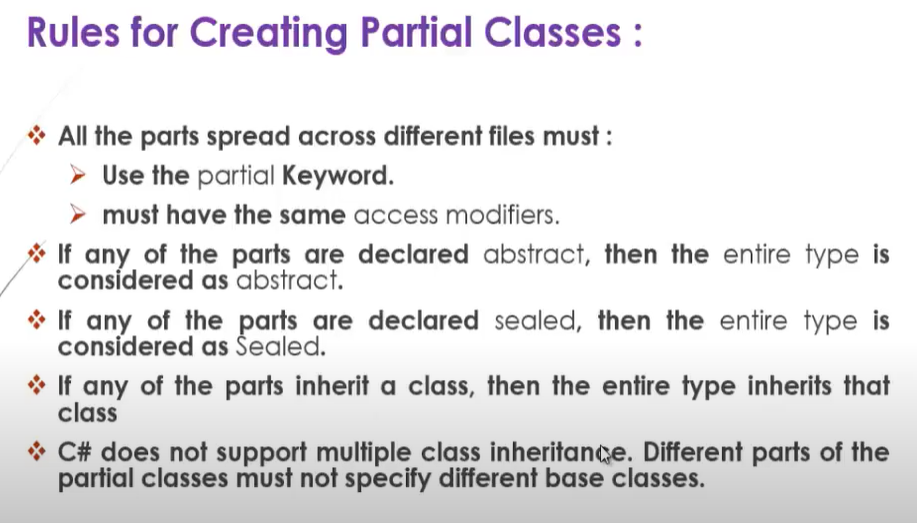 Rules for Creating Partial Classes :
All the parts spread across different files must :
Use the partial Keyword.
must have the same access modifiers.
If any of the parts are declared abstract, then the entire type is
considered as abstract.
If any of the parts are declared sealed, then the entire type is
considered as Sealed.
If any of the parts inherit a class, then the entire type inherits that
class
C# does not support multiple class inheritance. Different parts of the
partial classes must not specify different base classes.